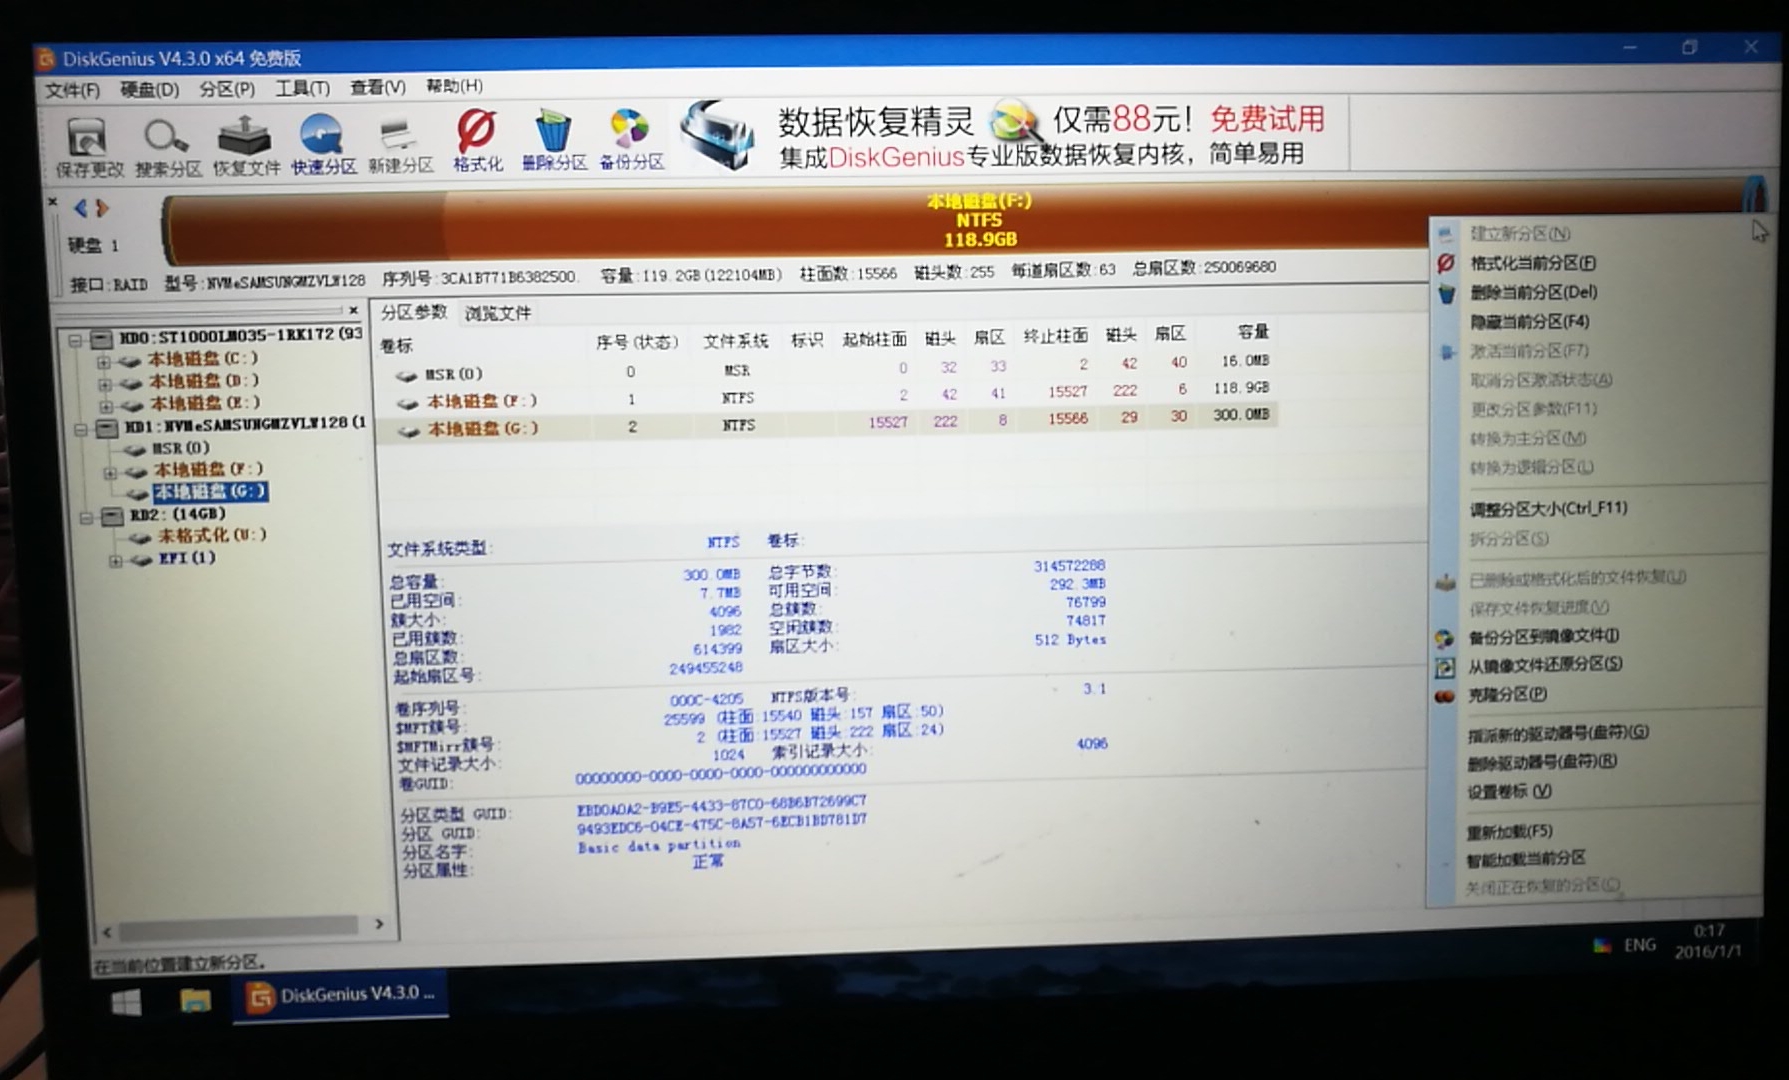 DiskGenius V4.3.0 x64 免费版
文件(F) 硬盘(D) 分区(P) 工具(T) 查看(V) 帮助(H)
保存更改 搜索分区 恢复文件 快速分区 新建分区 格式化 删除分区 备份分区
数据恢复精灵 仅需88元! 免费试用
集成DiskGenius专业版数据恢复内核，简单易用
本地磁盘(F:)
NTFS
118.9GB
硬盘 1
接口:RAID 型号:NVMeSAMSUNGMZVLW128 序列号:3CA1B771B6382500. 容量:119.2GB(122104MB) 柱面数:15566 磁头数:255 每道扇区数:63 总扇区数:250069680
HD0:ST1000LM035-1RK172(93
本地磁盘(C:)
本地磁盘(D:)
本地磁盘(E:)
HD1:NVMeSAMSUNGMZVLW128(1
MSR(0)
本地磁盘(F:)
本地磁盘(G:)
RD2:(14GB)
未格式化(U:)
EFI(1)
分区参数 浏览文件
卷标 序号(状态) 文件系统 标识 起始柱面 磁头 扇区 终止柱面 磁头 扇区 容量
MSR(0) 0 MSR 0 32 33 2 42 40 16.0MB
本地磁盘(F:) 1 NTFS 2 42 41 15527 222 6 118.9GB
本地磁盘(G:) 2 NTFS 15527 222 8 15566 29 30 300.0MB
文件系统类型: NTFS 卷标:
总容量: 300.0MB 总字节数: 314572288
已用空间: 7.7MB 可用空间: 292.3MB
簇大小: 4096 总簇数: 76799
已用簇数: 1982 空闲簇数: 74817
总扇区数: 614399 扇区大小: 512 Bytes
起始扇区号: 249455248
卷序列号: 000C-4205 NTFS版本号: 3.1
$MFT簇号: 25599 (柱面:15540 磁头:157 扇区:50)
$MFTMirr簇号: 2 (柱面:15527 磁头:222 扇区:24)
文件记录大小: 1024 索引记录大小: 4096
卷GUID: 00000000-0000-0000-0000-000000000000
分区类型 GUID: EBD0A0A2-B9E5-4433-87C0-68B6B72699C7
分区 GUID: 9493EDC6-04CE-475C-8A57-6ECB1BD781D7
分区名字: Basic data partition
分区属性: 正常
建立新分区(N)
格式化当前分区(F)
删除当前分区(Del)
隐藏当前分区(F4)
激活当前分区(F7)
取消分区激活状态(A)
更改分区参数(F11)
转换为主分区(M)
转换为逻辑分区(L)
调整分区大小(Ctrl_F11)
拆分分区(S)
已删除或格式化后的文件恢复(U)
保存文件恢复进度(V)
备份分区到镜像文件(I)
从镜像文件还原分区(S)
克隆分区(P)
指派新的驱动器号(盘符)(G)
删除驱动器号(盘符)(R)
设置卷标 (V)
重新加载(F5)
智能加载当前分区
关闭正在恢复的分区(C)
在当前位置建立新分区。
DiskGenius V4.3.0 ...
ENG
0:17
2016/1/1